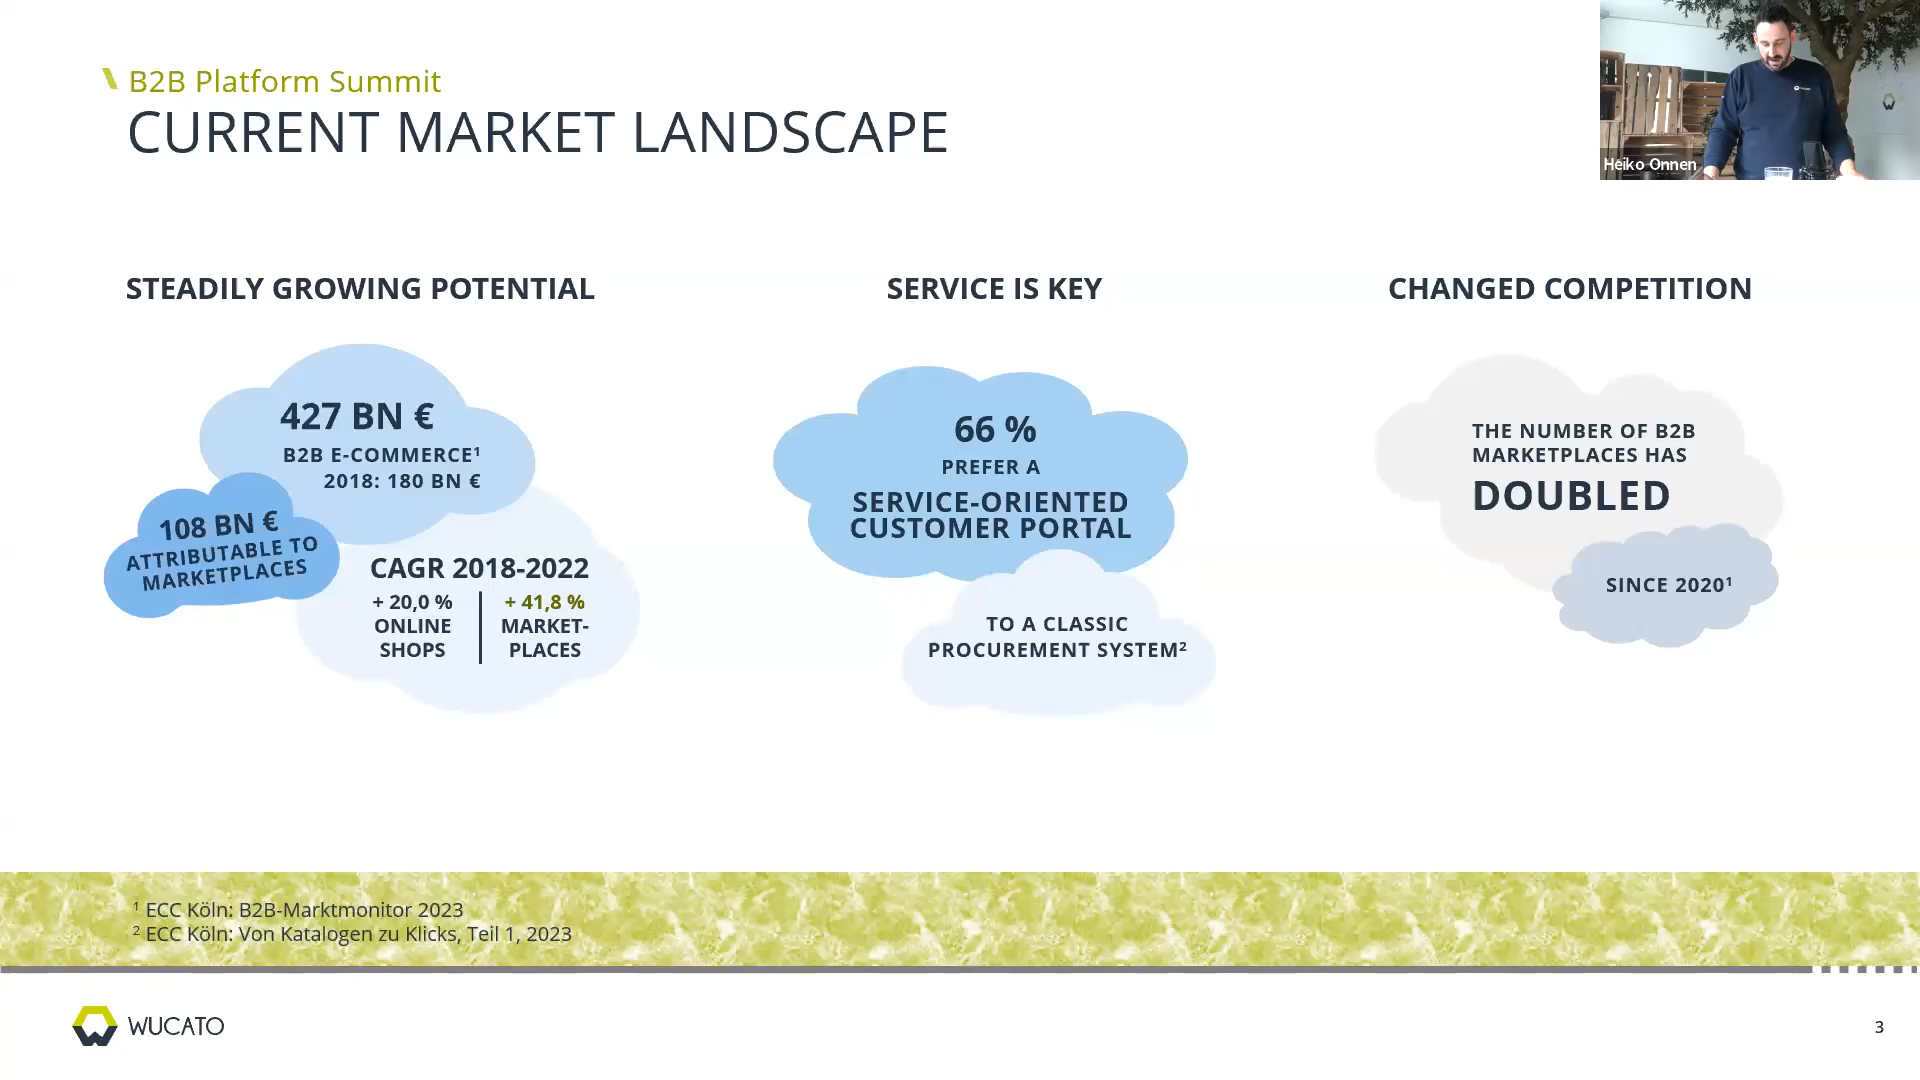 B2B Platform Summit
CURRENT MARKET LANDSCAPE
Heiko Onnen
STEADILY GROWING POTENTIAL
427 BN €
B2B E-COMMERCE¹
2018: 180 BN €
108 BN €
ATTRIBUTABLE TO
MARKETPLACES
CAGR 2018-2022
+ 20,0 %
ONLINE
SHOPS
+ 41,8 %
MARKET-
PLACES
SERVICE IS KEY
66 %
PREFER A
SERVICE-ORIENTED
CUSTOMER PORTAL
TO A CLASSIC
PROCUREMENT SYSTEM²
CHANGED COMPETITION
THE NUMBER OF B2B
MARKETPLACES HAS
DOUBLED
SINCE 2020¹
¹ ECC Köln: B2B-Marktmonitor 2023
² ECC Köln: Von Katalogen zu Klicks, Teil 1, 2023
WUCATO
3